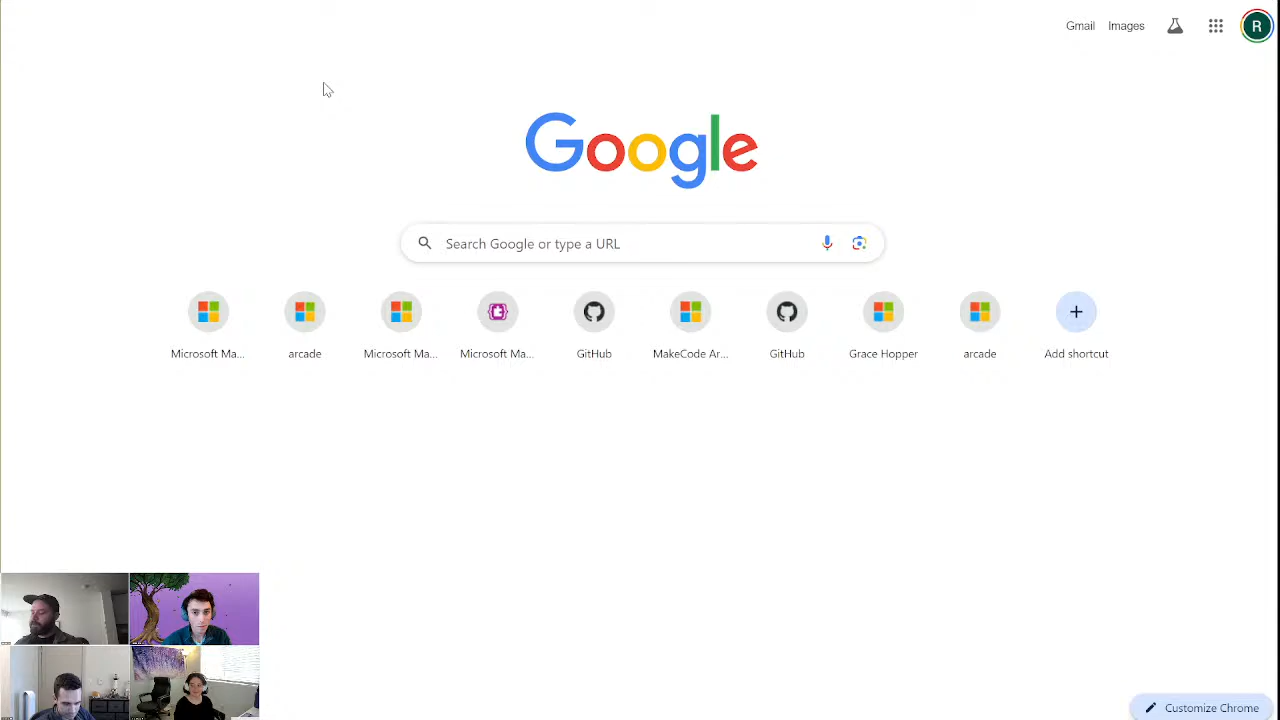 Gmail Images R
Google
Search Google or type a URL
Microsoft Ma... arcade Microsoft Ma... Microsoft Ma... GitHub MakeCode Ar... GitHub Grace Hopper arcade Add shortcut
Customize Chrome